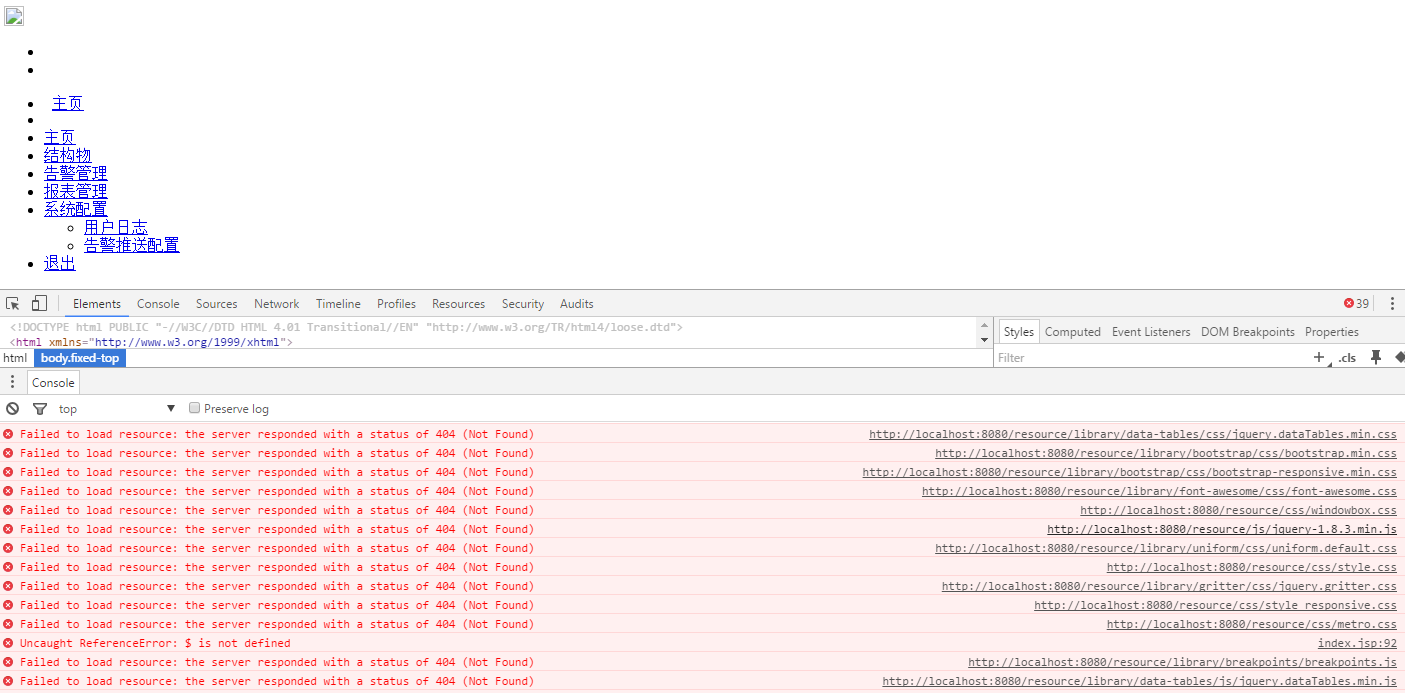 主页
主页
结构物
告警管理
报表管理
系统配置
用户日志
告警推送配置
退出
Elements Console Sources Network Timeline Profiles Resources Security Audits 39
<!DOCTYPE html PUBLIC "-//W3C//DTD HTML 4.01 Transitional//EN" "http://www.w3.org/TR/html4/loose.dtd">
<html xmlns="http://www.w3.org/1999/xhtml">
html body.fixed-top
Styles Computed Event Listeners DOM Breakpoints Properties
Filter + .cls
Console
top Preserve log
Failed to load resource: the server responded with a status of 404 (Not Found) http://localhost:8080/resource/library/data-tables/css/jquery.dataTables.min.css
Failed to load resource: the server responded with a status of 404 (Not Found) http://localhost:8080/resource/library/bootstrap/css/bootstrap.min.css
Failed to load resource: the server responded with a status of 404 (Not Found) http://localhost:8080/resource/library/bootstrap/css/bootstrap-responsive.min.css
Failed to load resource: the server responded with a status of 404 (Not Found) http://localhost:8080/resource/library/font-awesome/css/font-awesome.css
Failed to load resource: the server responded with a status of 404 (Not Found) http://localhost:8080/resource/css/windowbox.css
Failed to load resource: the server responded with a status of 404 (Not Found) http://localhost:8080/resource/js/jquery-1.8.3.min.js
Failed to load resource: the server responded with a status of 404 (Not Found) http://localhost:8080/resource/library/uniform/css/uniform.default.css
Failed to load resource: the server responded with a status of 404 (Not Found) http://localhost:8080/resource/css/style.css
Failed to load resource: the server responded with a status of 404 (Not Found) http://localhost:8080/resource/library/gritter/css/jquery.gritter.css
Failed to load resource: the server responded with a status of 404 (Not Found) http://localhost:8080/resource/css/style_responsive.css
Failed to load resource: the server responded with a status of 404 (Not Found) http://localhost:8080/resource/css/metro.css
Uncaught ReferenceError: $ is not defined index.jsp:92
Failed to load resource: the server responded with a status of 404 (Not Found) http://localhost:8080/resource/library/breakpoints/breakpoints.js
Failed to load resource: the server responded with a status of 404 (Not Found) http://localhost:8080/resource/library/data-tables/js/jquery.dataTables.min.js